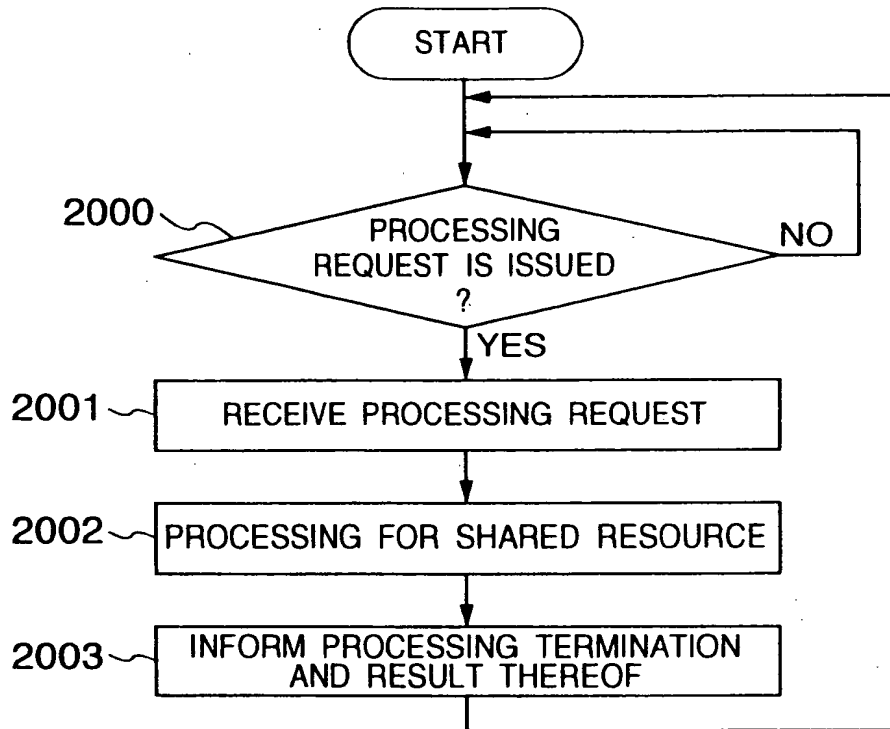 START
2000
PROCESSING
REQUEST IS ISSUED
?
NO
YES
2001
RECEIVE PROCESSING REQUEST
2002
PROCESSING FOR SHARED RESOURCE
2003
INFORM PROCESSING TERMINATION
AND RESULT THEREOF